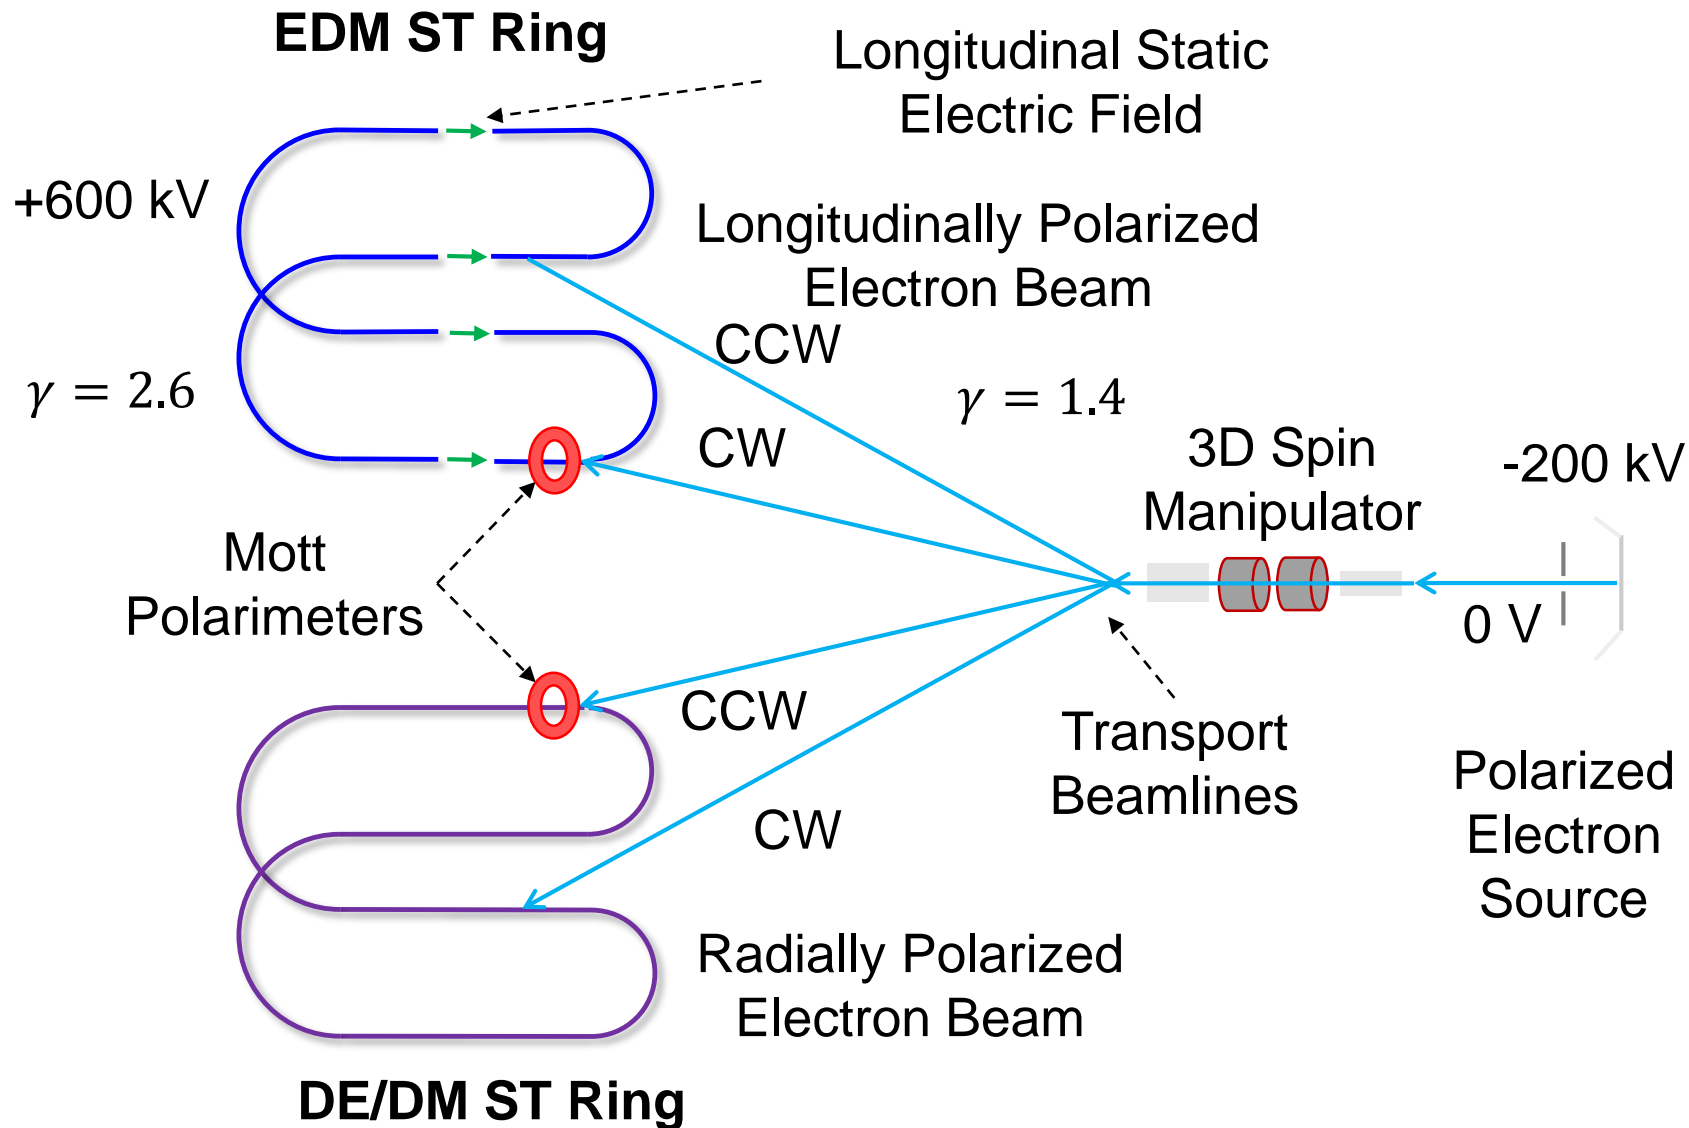 EDM ST Ring
Longitudinal Static
Electric Field
+600 kV
Longitudinally Polarized
Electron Beam
CCW
γ = 2.6
γ = 1.4
CW
3D Spin
Manipulator
-200 kV
Mott
Polarimeters
0 V
CCW
Transport
Beamlines
CW
Polarized
Electron
Source
Radially Polarized
Electron Beam
DE/DM ST Ring